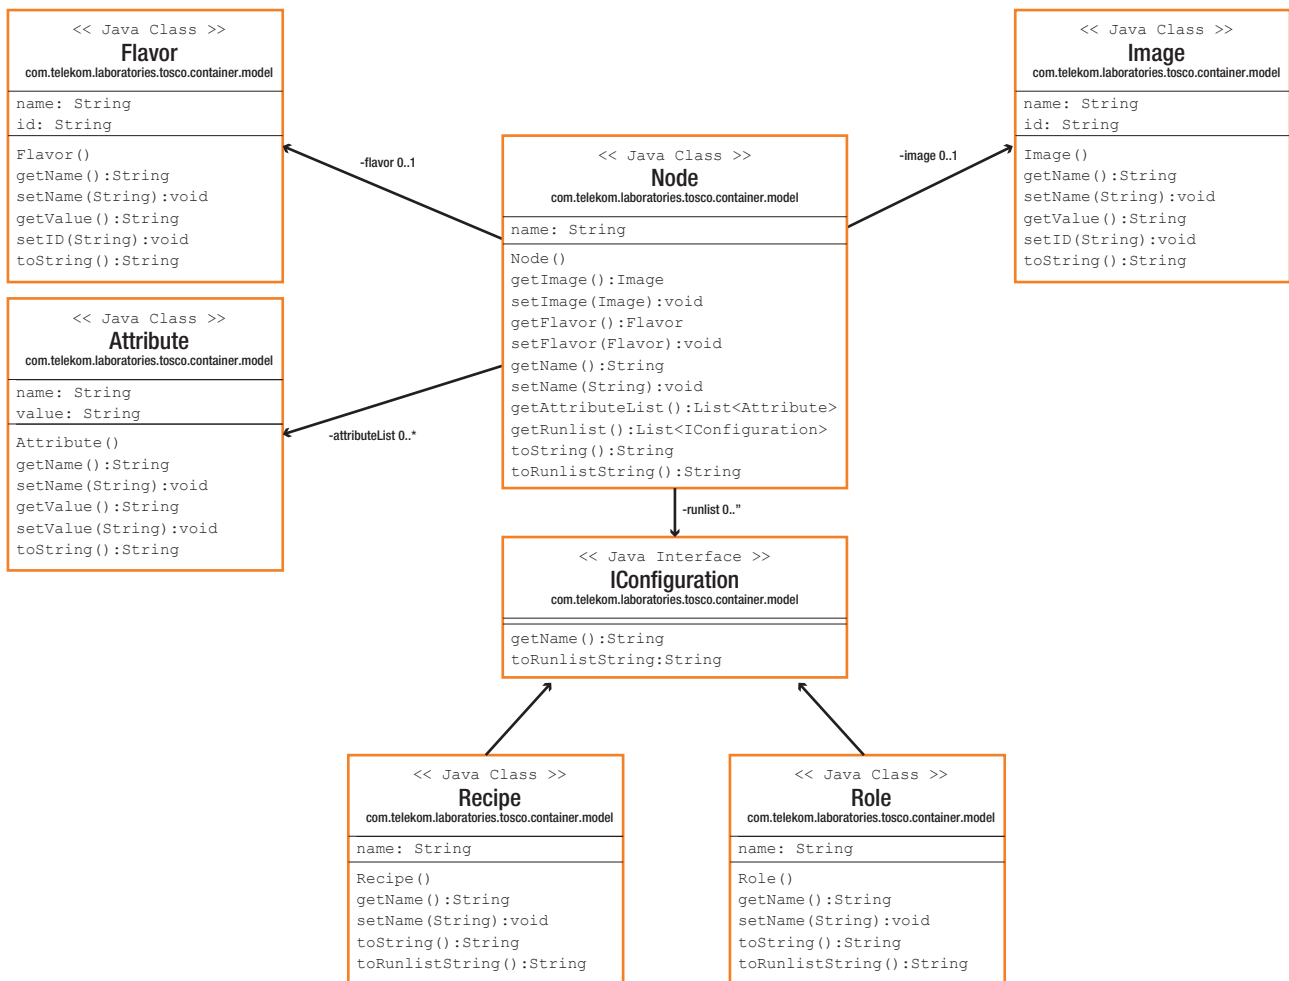 << Java Class >>
Flavor
com.telekom.laboratories.tosco.container.model
name: String
id: String
Flavor()
getName():String
setName(String):void
getValue():String
setID(String):void
toString():String
-flavor 0..1
<< Java Class >>
Node
com.telekom.laboratories.tosco.container.model
name: String
Node()
getImage():Image
setImage(Image):void
getFlavor():Flavor
setFlavor(Flavor):void
getName():String
setName(String):void
getAttributeList():List<Attribute>
getRunlist():List<IConfiguration>
toString():String
toRunlistString():String
-image 0..1
<< Java Class >>
Image
com.telekom.laboratories.tosco.container.model
name: String
id: String
Image()
getName():String
setName(String):void
getValue():String
setID(String):void
toString():String
<< Java Class >>
Attribute
com.telekom.laboratories.tosco.container.model
name: String
value: String
Attribute()
getName():String
setName(String):void
getValue():String
setValue(String):void
toString():String
-attributeList 0..*
-runlist 0..”
<< Java Interface >>
IConfiguration
com.telekom.laboratories.tosco.container.model
getName():String
toRunlistString:String
<< Java Class >>
Recipe
com.telekom.laboratories.tosco.container.model
name: String
Recipe()
getName():String
setName(String):void
toString():String
toRunlistString():String
<< Java Class >>
Role
com.telekom.laboratories.tosco.container.model
name: String
Role()
getName():String
setName(String):void
toString():String
toRunlistString():String